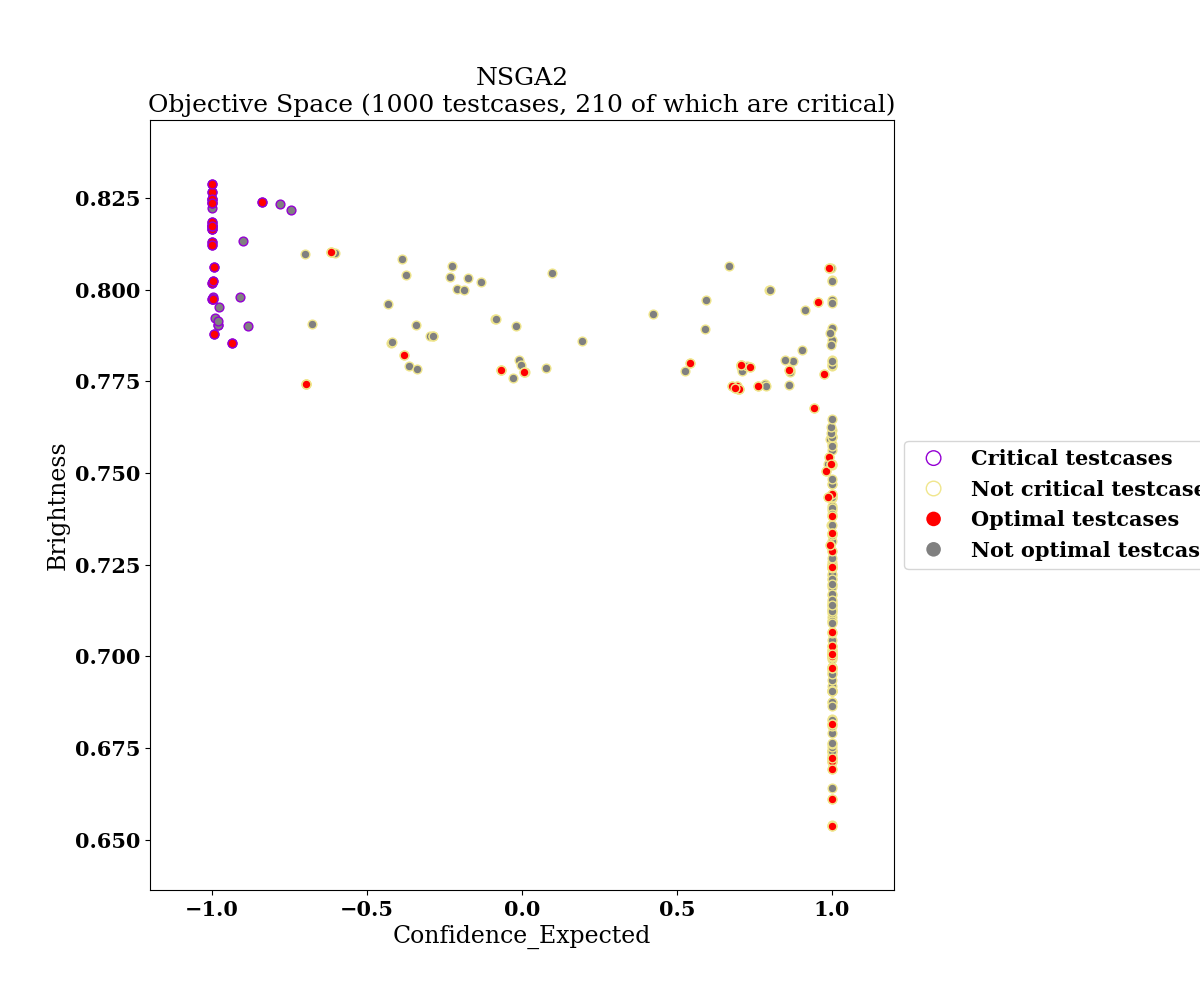 NSGA2
Objective Space (1000 testcases, 210 of which are critical)
0.825
0.800
0.775
0.750
0.725
0.700
0.675
0.650
Brightness
−1.0
−0.5
0.0
0.5
1.0
Confidence_Expected
Critical testcases
Not critical testcase
Optimal testcases
Not optimal testcas